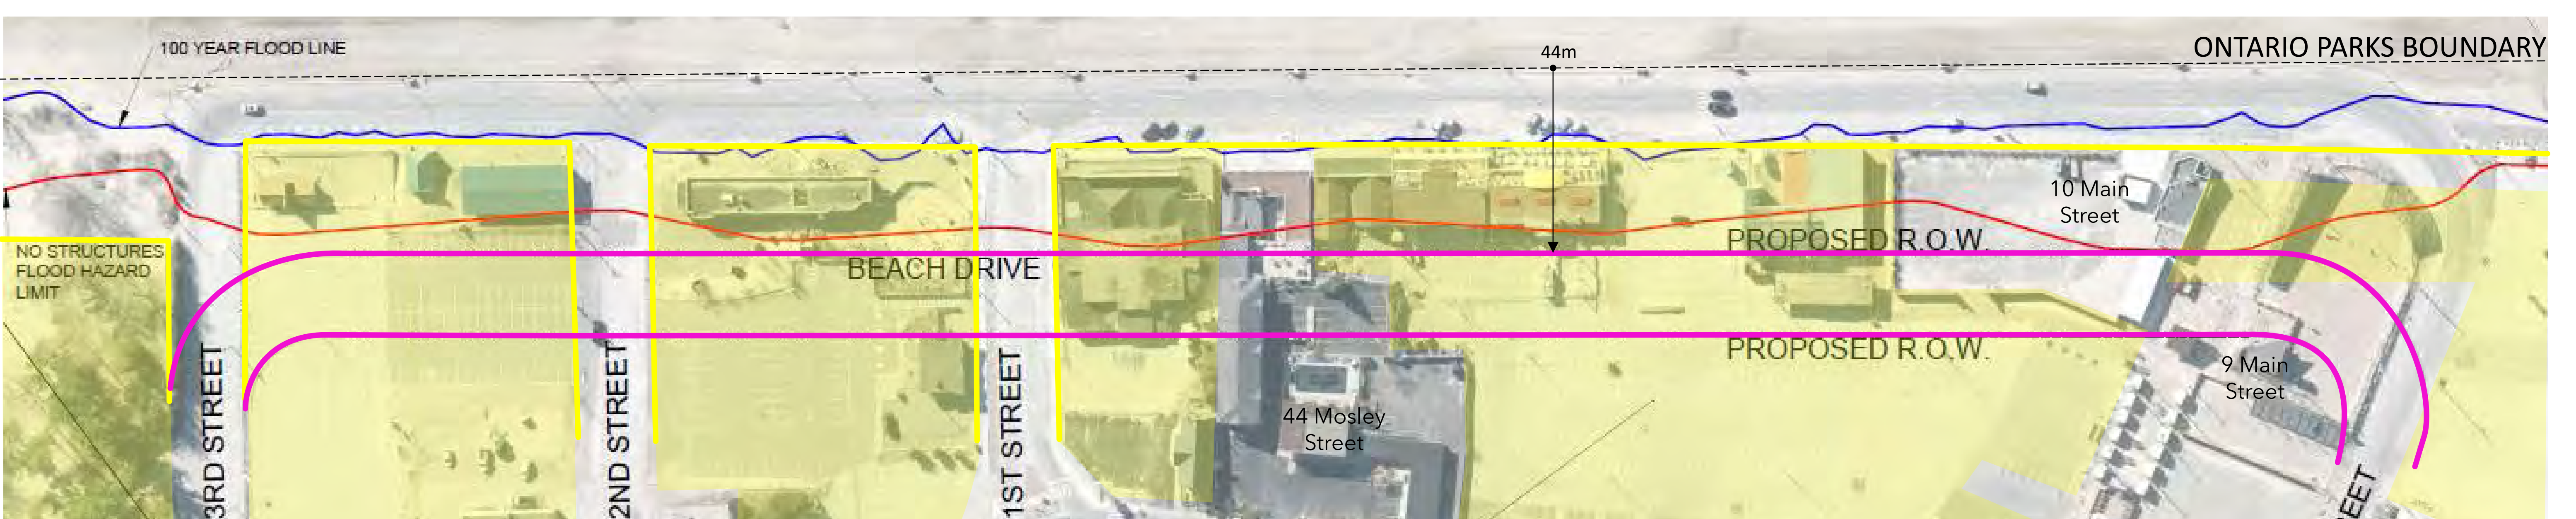 100 YEAR FLOOD LINE
44m
ONTARIO PARKS BOUNDARY
10 Main
Street
NO STRUCTURES
FLOOD HAZARD
LIMIT
PROPOSED R.O.W.
BEACH DRIVE
PROPOSED R.O.W.
9 Main
Street
44 Mosley
Street
3RD STREET
2ND STREET
1ST STREET
EET